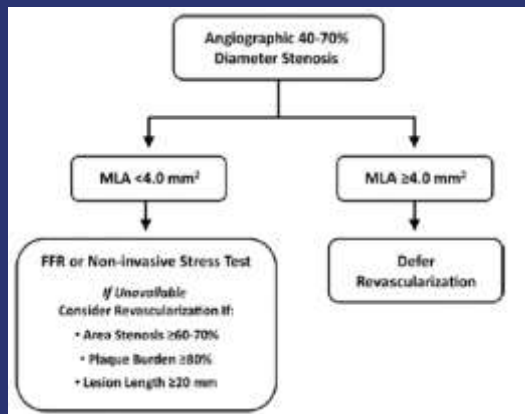 Angiographic 40-70%
Diameter Stenosis
MLA <4.0 mm²
MLA ≥4.0 mm²
FFR or Non-invasive Stress Test
If Unavailable
Consider Revascularization If:
• Area Stenosis ≥60-70%
• Plaque Burden ≥80%
• Lesion Length ≥20 mm
Defer
Revascularization